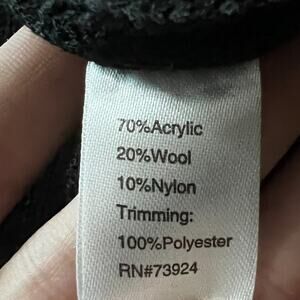 70%Acrylic
20%Wool
10%Nylon
Trimming:
100%Polyester
RN#73924